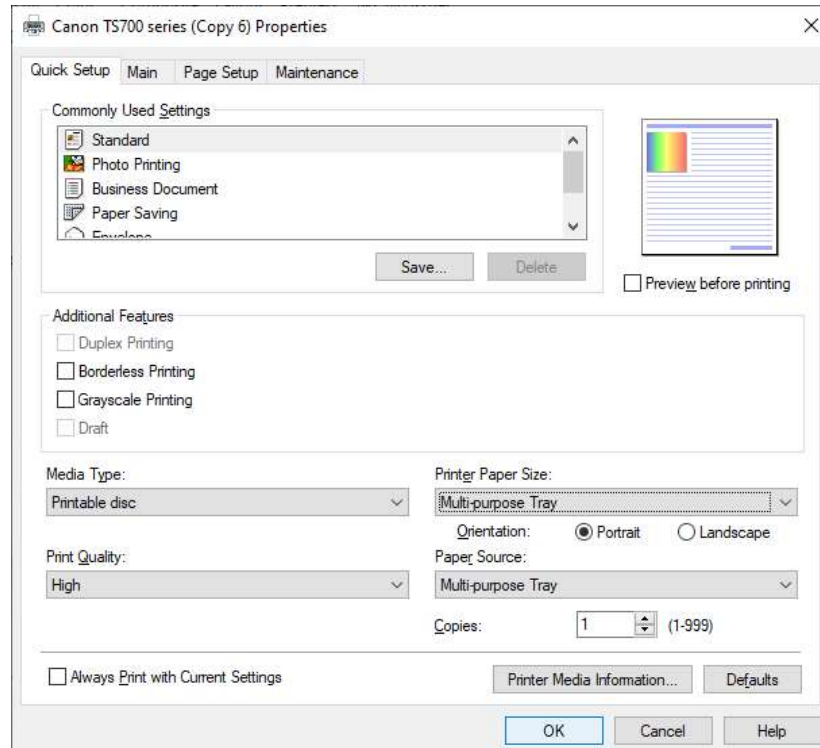 Canon TS700 series (Copy 6) Properties
Quick Setup Main Page Setup Maintenance
Commonly Used Settings
Standard
Photo Printing
Business Document
Paper Saving
Envelope
Save... Delete
Preview before printing
Additional Features
Duplex Printing
Borderless Printing
Grayscale Printing
Draft
Media Type:
Printable disc
Printer Paper Size:
Multi-purpose Tray
Orientation: Portrait Landscape
Print Quality:
High
Paper Source:
Multi-purpose Tray
Copies: 1 (1-999)
Always Print with Current Settings
Printer Media Information... Defaults
OK Cancel Help